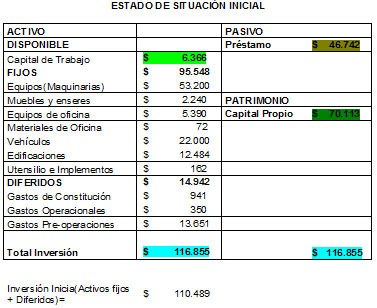 ESTADO DE SITUACIÓN INICIAL
ACTIVO PASIVO
DISPONIBLE Préstamo $ 46.742
Capital de Trabajo $ 6.366
FIJOS $ 95.548
Equipos(Maquinarias) $ 53.200
Muebles y enseres $ 2.240 PATRIMONIO
Equipos de oficina $ 5.390 Capital Propio $ 70.113
Materiales de Oficina $ 72
Vehículos $ 22.000
Edificaciones $ 12.484
Utensilio e Implementos $ 162
DIFERIDOS $ 14.942
Gastos de Constitución $ 941
Gastos Operacionales $ 350
Gastos Pre-operaciones $ 13.651
Total Inversión $ 116.855 $ 116.855
Inversión Inicia(Activos fijos
+ Diferidos)= $ 110.489